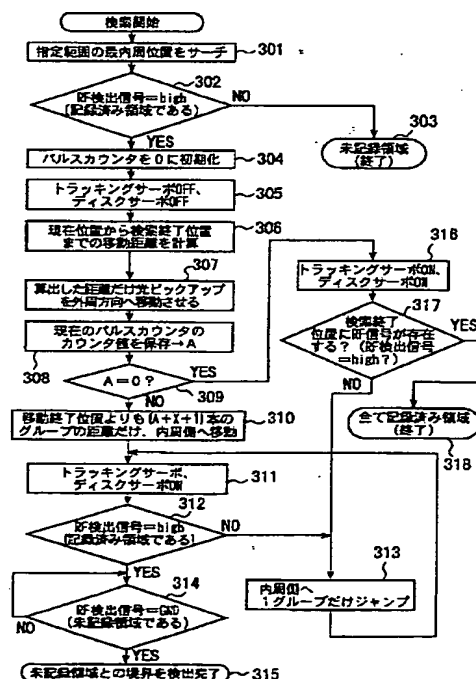 検索開始
指定範囲の最内周位置をサーチ
301
302
RF検出信号=high
(記録済み領域である)
NO
303
未記録領域
(終了)
YES
パルスカウンタを0に初期化
304
トラッキングサーボOFF、
ディスクサーボOFF
305
現在位置から検索終了位置
までの移動距離を計算
306
307
算出した距離だけ光ピックアップ
を外周方向へ移動させる
現在のパルスカウンタの
カウンタ値を保存→A
308
A=0?
YES
309
NO
移動終了位置よりも(A+X+1)本の
グルーブの距離だけ、内周側へ移動
310
トラッキングサーボ、
ディスクサーボON
311
312
RF検出信号=high
(記録済み領域である)
NO
YES
313
内周側へ
1グルーブだけジャンプ
314
RF検出信号=GND
(未記録領域である)
NO
YES
未記録領域との境界を検出完了
315
316
トラッキングサーボON、
ディスクサーボON
317
検索終了
位置にRF信号が存在
する?(RF検出信号
=high?)
YES
NO
全て記録済み領域
(終了)
318